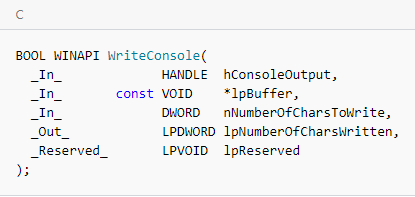 C
BOOL WINAPI WriteConsole(
  _In_             HANDLE  hConsoleOutput,
  _In_       const VOID    *lpBuffer,
  _In_             DWORD   nNumberOfCharsToWrite,
  _Out_            LPDWORD lpNumberOfCharsWritten,
  _Reserved_       LPVOID  lpReserved
);